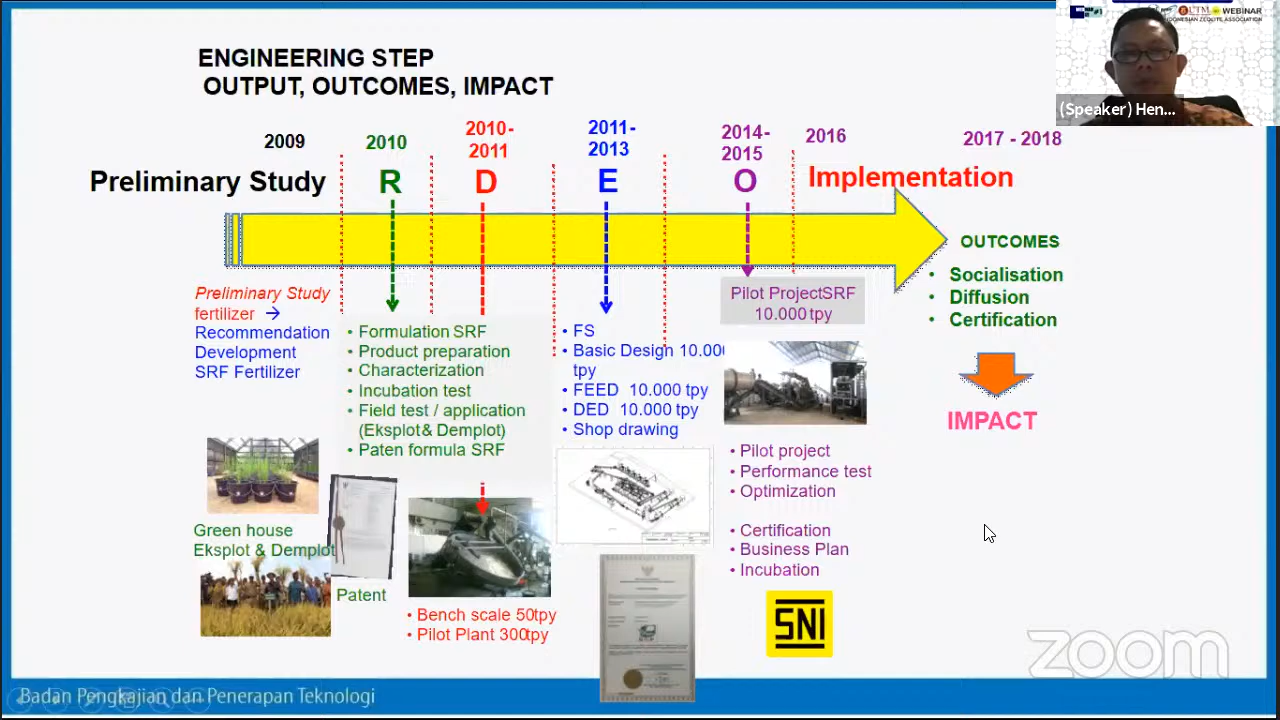 WEBINAR
INDONESIAN ZEOLITE ASSOCIATION
(Speaker) Hen...
ENGINEERING STEP
OUTPUT, OUTCOMES, IMPACT
2009
2010
2010-
2011
2011-
2013
2014-
2015
2016
2017 - 2018
Preliminary Study
R
D
E
O
Implementation
Preliminary Study
fertilizer →
Recommendation
Development
SRF Fertilizer
• Formulation SRF
• Product preparation
• Characterization
• Incubation test
• Field test / application
(Eksplot & Demplot)
• Paten formula SRF
• FS
• Basic Design 10.000
tpy
• FEED 10.000 tpy
• DED 10.000 tpy
• Shop drawing
Pilot ProjectSRF
10.000 tpy
• Pilot project
• Performance test
• Optimization
• Certification
• Business Plan
• Incubation
OUTCOMES
• Socialisation
• Diffusion
• Certification
IMPACT
Green house
Eksplot & Demplot
Patent
• Bench scale 50tpy
• Pilot Plant 300tpy
SNI
zoom
Badan Pengkajian dan Penerapan Teknologi